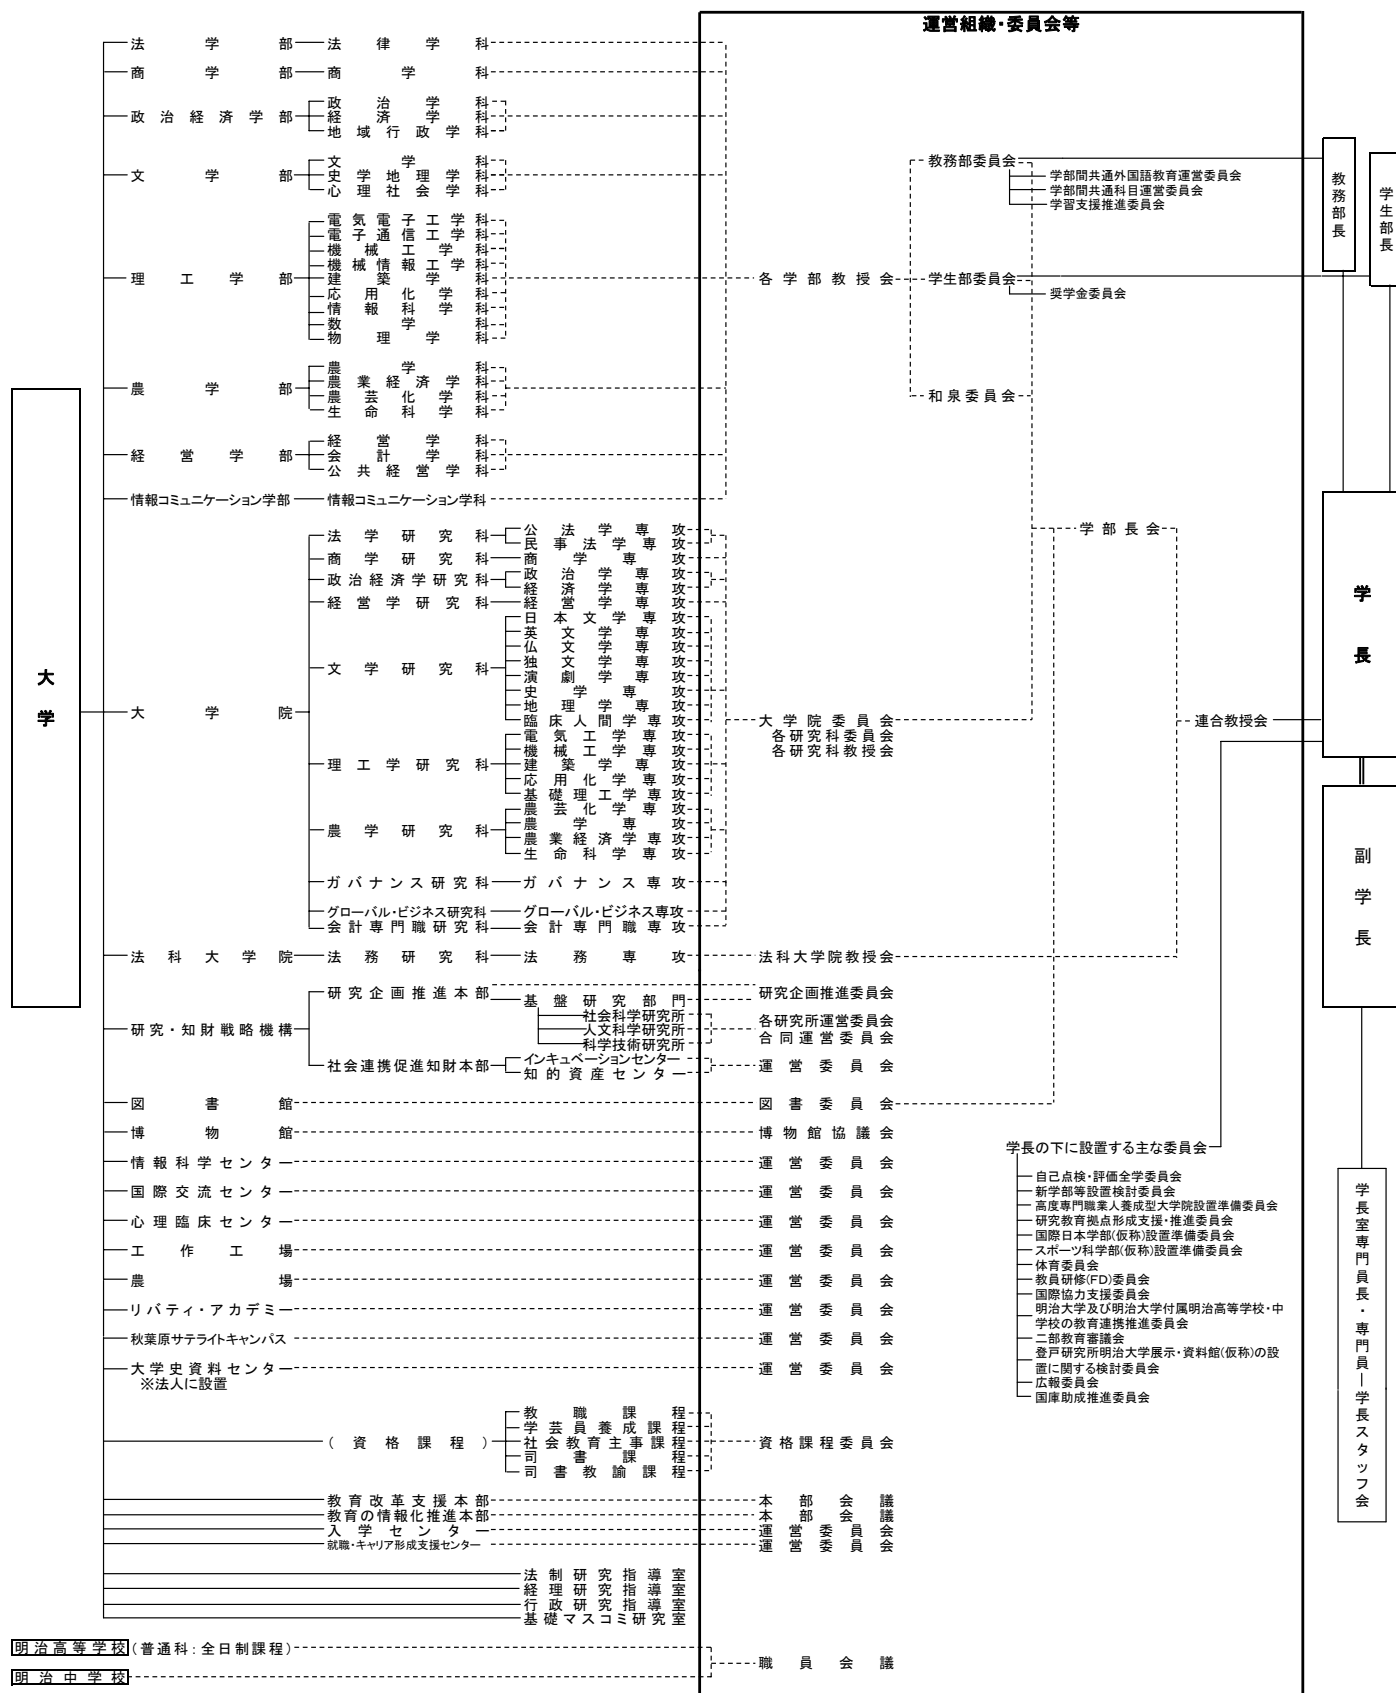 運営組織・委員会等
法学部 法律学科
商学部 商学科
政治経済学部
政治学科
経済学科
地域行政学科
文学部
文学科
史学地理学科
心理社会学科
理工学部
電気電子工学科
電子通信工学科
機械工学科
機械情報工学科
建築学科
応用化学科
情報科学科
数学科
物理学科
農学部
農学科
農業経済学科
農芸化学科
生命科学科
経営学部
経営学科
会計学科
公共経営学科
情報コミュニケーション学部 情報コミュニケーション学科
各学部教授会
教務部委員会
学部間共通外国語教育運営委員会
学部間共通科目運営委員会
学習支援推進委員会
学生部委員会
奨学金委員会
和泉委員会
教務部長
学生部長
大学
大学院
法学研究科
公法学専攻
民事法学専攻
商学研究科 商学専攻
政治経済学研究科
政治学専攻
経済学専攻
経営学研究科 経営学専攻
文学研究科
日本文学専攻
英文学専攻
仏文学専攻
独文学専攻
演劇学専攻
史学専攻
地理学専攻
臨床人間学専攻
理工学研究科
電気工学専攻
機械工学専攻
建築学専攻
応用化学専攻
基礎理工学専攻
農学研究科
農芸化学専攻
農学専攻
農業経済学専攻
生命科学専攻
ガバナンス研究科 ガバナンス専攻
グローバル・ビジネス研究科 グローバル・ビジネス専攻
会計専門職研究科 会計専門職専攻
大学院委員会
各研究科委員会
各研究科教授会
学部長会
連合教授会
学長
副学長
法科大学院 法務研究科 法務専攻 法科大学院教授会
研究・知財戦略機構
研究企画推進本部 研究企画推進委員会
基盤研究部門
社会科学研究所
人文科学研究所
科学技術研究所
各研究所運営委員会
合同運営委員会
社会連携促進知財本部
インキュベーションセンター
知的資産センター
運営委員会
図書館 図書委員会
博物館 博物館協議会
情報科学センター 運営委員会
国際交流センター 運営委員会
心理臨床センター 運営委員会
工作工場 運営委員会
農場 運営委員会
リバティ・アカデミー 運営委員会
秋葉原サテライトキャンパス 運営委員会
大学史資料センター 運営委員会
※法人に設置
学長の下に設置する主な委員会
自己点検・評価全学委員会
新学部等設置検討委員会
高度専門職業人養成型大学院設置準備委員会
研究教育拠点形成支援・推進委員会
国際日本学部(仮称)設置準備委員会
スポーツ科学部(仮称)設置準備委員会
体育委員会
教員研修(FD)委員会
国際協力支援委員会
明治大学及び明治大学付属明治高等学校・中
学校の教育連携推進委員会
二部教育審議会
登戸研究所明治大学展示・資料館(仮称)の設
置に関する検討委員会
広報委員会
国庫助成推進委員会
学長室専門員長・専門員―学長スタッフ会
(資格課程)
教職課程
学芸員養成課程
社会教育主事課程
司書課程
司書教諭課程
資格課程委員会
教育改革支援本部 本部会議
教育の情報化推進本部 本部会議
入学センター 運営委員会
就職・キャリア形成支援センター 運営委員会
法制研究指導室
経理研究指導室
行政研究指導室
基礎マスコミ研究室
明治高等学校 (普通科:全日制課程)
明治中学校
職員会議